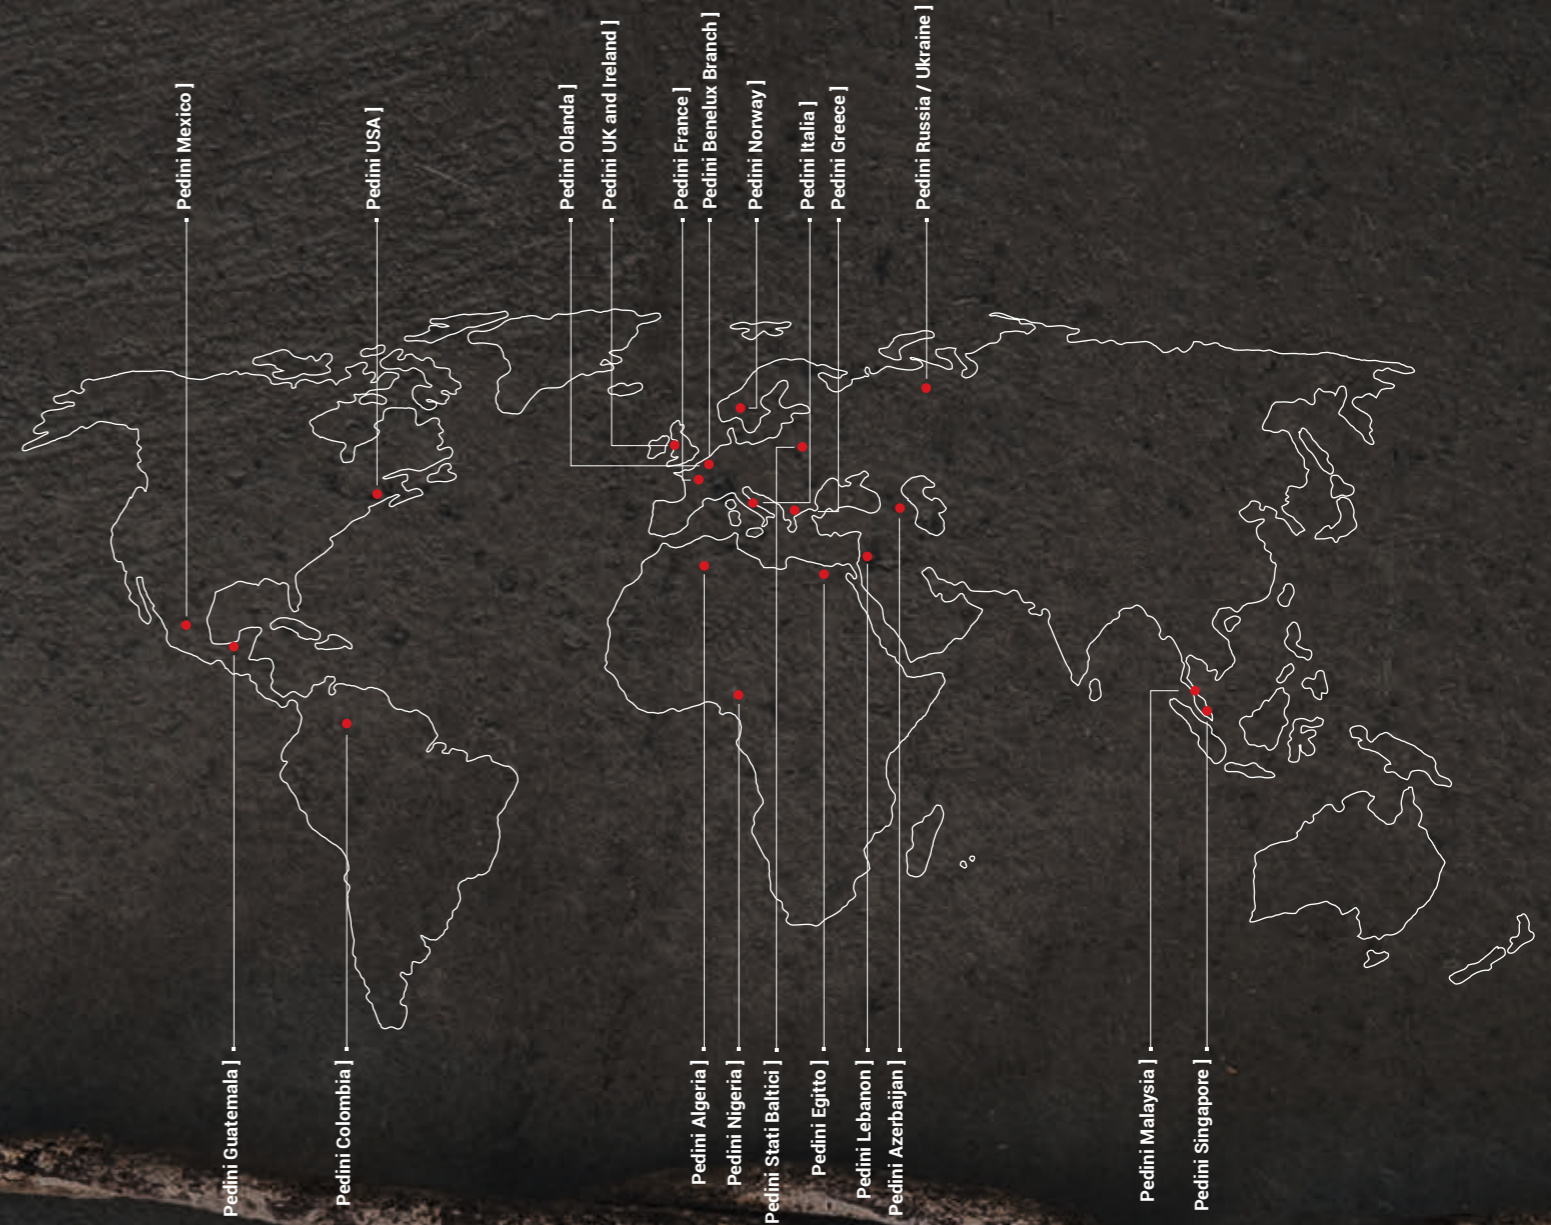 Pedini Mexico ]
Pedini USA ]
Pedini Olanda ]
Pedini UK and Ireland ]
Pedini France ]
Pedini Benelux Branch ]
Pedini Norway ]
Pedini Italia ]
Pedini Greece ]
Pedini Russia / Ukraine ]
Pedini Guatemala ]
Pedini Colombia ]
Pedini Algeria ]
Pedini Nigeria ]
Pedini Stati Baltici ]
Pedini Egitto ]
Pedini Lebanon ]
Pedini Azerbaijan ]
Pedini Malaysia ]
Pedini Singapore ]